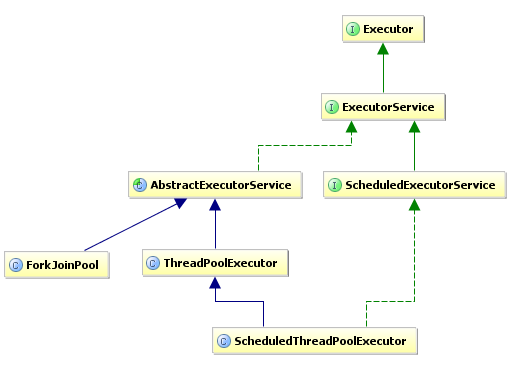 I Executor
I ExecutorService
C AbstractExecutorService
I ScheduledExecutorService
C ForkJoinPool
C ThreadPoolExecutor
C ScheduledThreadPoolExecutor